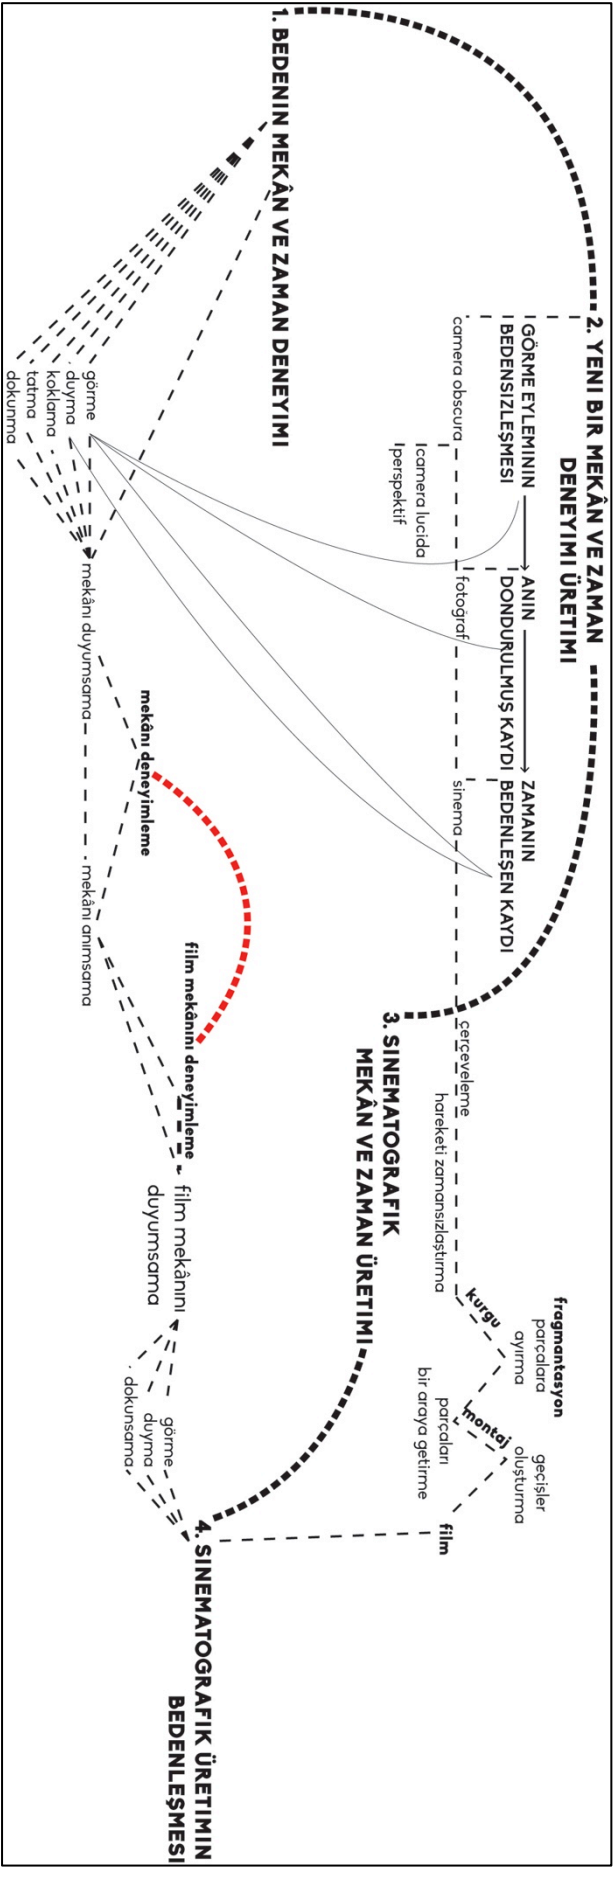 1. BEDENIN MEKÂN VE ZAMAN DENEYIMI
görme
duyma
koklama
tatma
dokunma
2. YENI BIR MEKÂN VE ZAMAN
DENEYIMI ÜRETIMI
GÖRME EYLEMININ
BEDENSIZLEŞMESI
ANIN
DONDURULMUŞ KAYDI
ZAMANIN
BEDENLEŞEN KAYDI
camera obscura
camera lucida
perspektif
fotoğraf
sinema
çerçeveleme
hareketi zamansızlaştırma
mekânı duyumsama
mekânı deneyimleme
mekânı anımsama
3. SINEMATOGRAFIK
MEKÂN VE ZAMAN ÜRETIMI
film mekânını deneyimleme
film mekânını
duyumsama
kurgu
fragmantasyon
parçalara
ayırma
montaj
geçişler
oluşturma
parçaları
bir araya getirme
film
görme
duyma
dokunsama
4. SINEMATOGRAFIK ÜRETIMIN
BEDENLEŞMESI